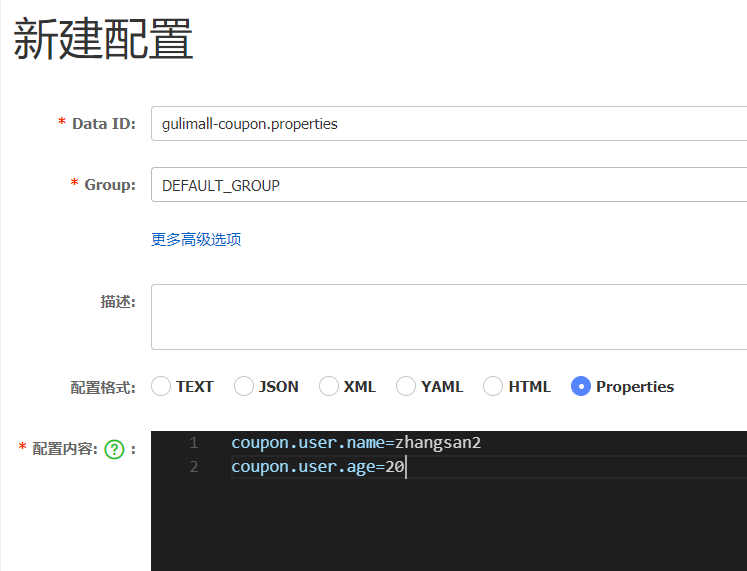 新建配置
* Data ID: gulimall-coupon.properties
* Group: DEFAULT_GROUP
更多高级选项
描述:
配置格式: TEXT JSON XML YAML HTML Properties
* 配置内容: ? : 1 coupon.user.name=zhangsan2
2 coupon.user.age=20